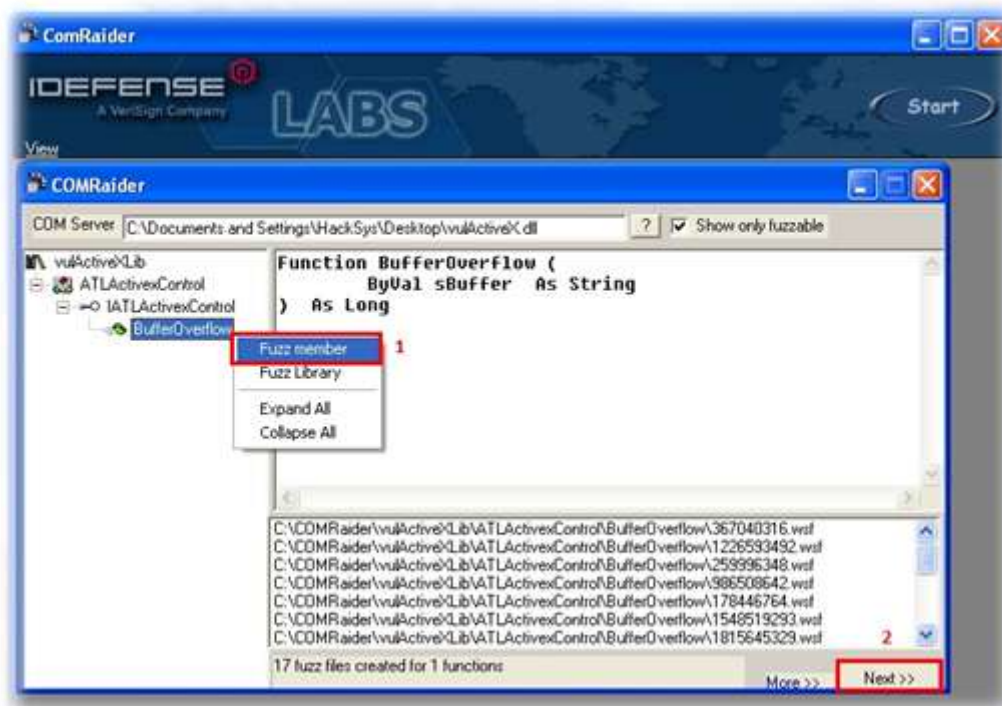 ComRaider
IDEFENSE
A VeriSign Company
LABS
Start
View
COMRaider
COM Server C:\Documents and Settings\HackSys\Desktop\vulActiveX.dll ? Show only fuzzable
vulActiveXLib
ATLActivexControl
IATLActivexControl
BufferOverflow
Function BufferOverflow (
ByVal sBuffer As String
) As Long
Fuzz member 1
Fuzz Library
Expand All
Collapse All
C:\COMRaider\vulActiveXLib\ATLActivexControl\BufferOverflow\367040316.wsf
C:\COMRaider\vulActiveXLib\ATLActivexControl\BufferOverflow\1226593492.wsf
C:\COMRaider\vulActiveXLib\ATLActivexControl\BufferOverflow\259996348.wsf
C:\COMRaider\vulActiveXLib\ATLActivexControl\BufferOverflow\986508642.wsf
C:\COMRaider\vulActiveXLib\ATLActivexControl\BufferOverflow\178446764.wsf
C:\COMRaider\vulActiveXLib\ATLActivexControl\BufferOverflow\1548519293.wsf
C:\COMRaider\vulActiveXLib\ATLActivexControl\BufferOverflow\1815645329.wsf
2
17 fuzz files created for 1 functions
More >> Next >>